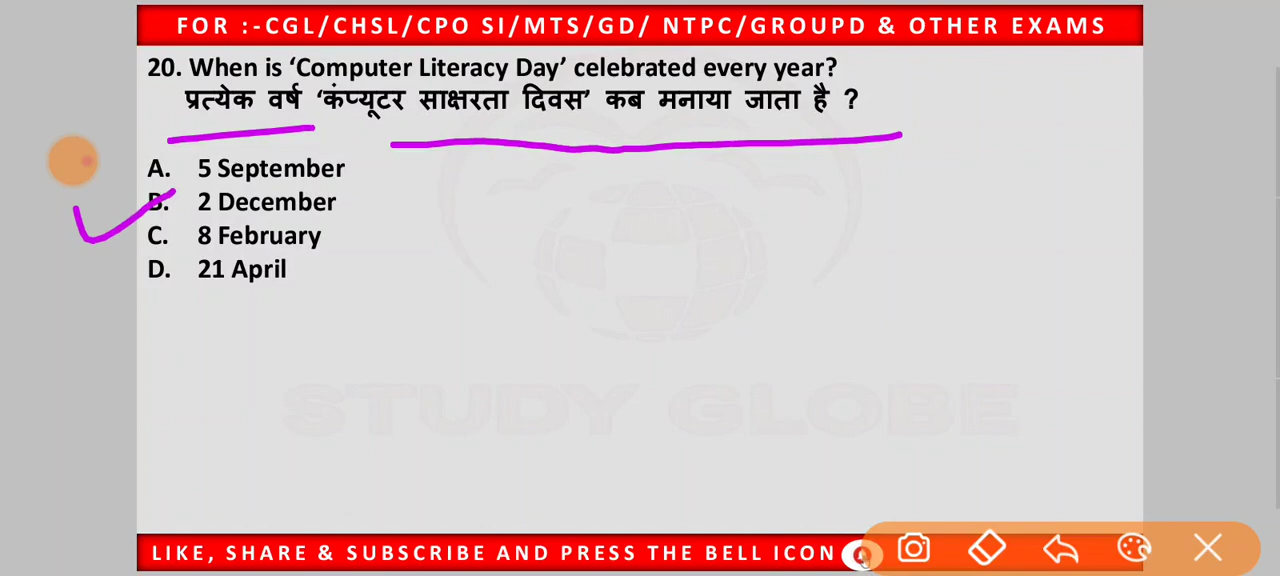 FOR :-CGL/CHSL/CPO SI/MTS/GD/ NTPC/GROUPD & OTHER EXAMS
20. When is ‘Computer Literacy Day’ celebrated every year?
प्रत्येक वर्ष ‘कंप्यूटर साक्षरता दिवस’ कब मनाया जाता है ?
A. 5 September
B. 2 December
C. 8 February
D. 21 April
STUDY GLOBE
LIKE, SHARE & SUBSCRIBE AND PRESS THE BELL ICON